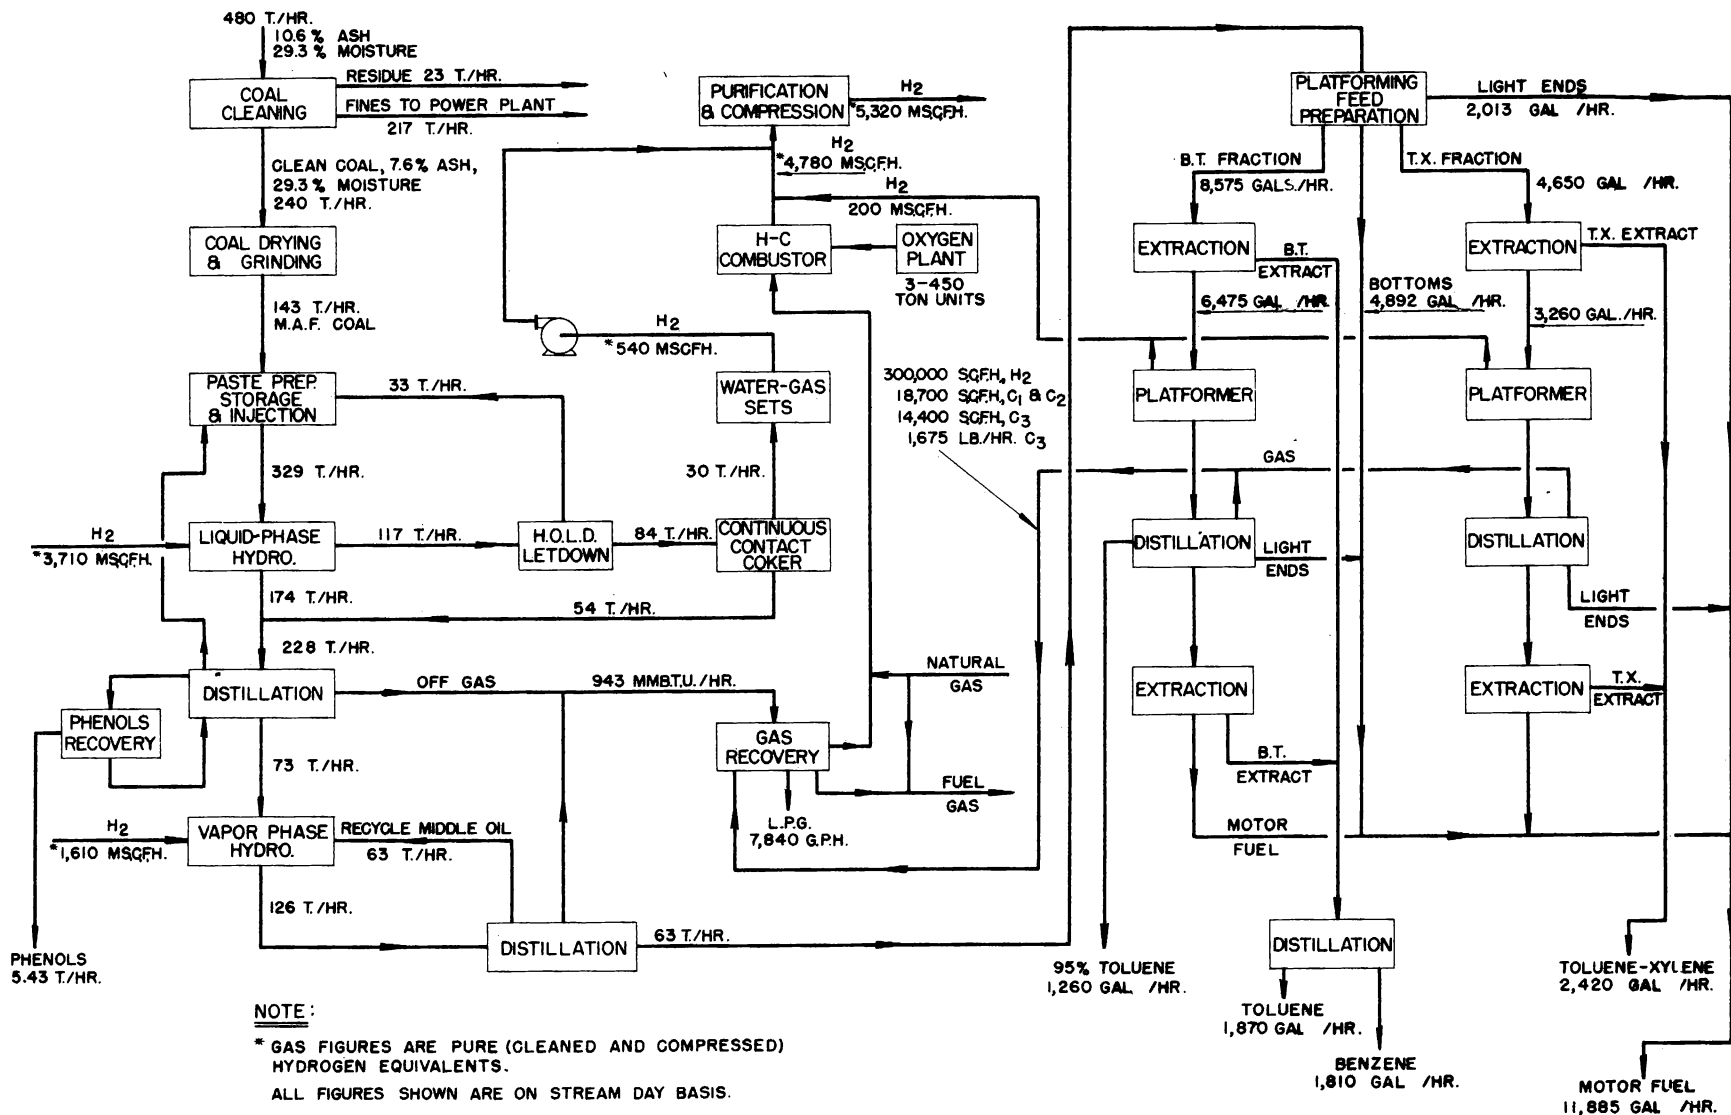 480 T./HR.
10.6% ASH
29.3% MOISTURE
COAL
CLEANING
RESIDUE 23 T./HR.
FINES TO POWER PLANT
217 T./HR.
CLEAN COAL, 7.6% ASH,
29.3% MOISTURE
240 T./HR.
COAL DRYING
& GRINDING
143 T./HR.
M.A.F. COAL
PASTE PREP.
STORAGE
& INJECTION
33 T./HR.
329 T./HR.
H2
*3,710 MSCFH.
LIQUID-PHASE
HYDRO.
117 T./HR.
H.O.L.D.
LETDOWN
84 T./HR.
CONTINUOUS
CONTACT
COKER
30 T./HR.
WATER-GAS
SETS
H2
*540 MSCFH.
174 T./HR.
54 T./HR.
228 T./HR.
DISTILLATION
OFF GAS
943 MMB.T.U./HR.
PHENOLS
RECOVERY
73 T./HR.
H2
*1,610 MSCFH.
VAPOR PHASE
HYDRO.
RECYCLE MIDDLE OIL
63 T./HR.
126 T./HR.
DISTILLATION
63 T./HR.
PHENOLS
5.43 T./HR.
PURIFICATION
& COMPRESSION
H2
*5,320 MSCFH.
H2
*4,780 MSCFH.
H2
200 MSCFH.
H-C
COMBUSTOR
OXYGEN
PLANT
3-450
TON UNITS
NATURAL
GAS
GAS
RECOVERY
FUEL
GAS
L.P.G.
7,840 G.P.H.
300,000 SCFH, H2
18,700 SCFH, C1 & C2
14,400 SCFH, C3
1,675 LB./HR. C3
PLATFORMING
FEED
PREPARATION
LIGHT ENDS
2,013 GAL /HR.
B.T. FRACTION
8,575 GALS./HR.
T.X. FRACTION
4,650 GAL /HR.
EXTRACTION
B.T.
EXTRACT
EXTRACTION
T.X. EXTRACT
6,475 GAL /HR.
BOTTOMS
4,892 GAL /HR.
3,260 GAL./HR.
PLATFORMER
PLATFORMER
GAS
DISTILLATION
LIGHT
ENDS
DISTILLATION
LIGHT
ENDS
EXTRACTION
B.T.
EXTRACT
EXTRACTION
T.X.
EXTRACT
MOTOR
FUEL
DISTILLATION
95% TOLUENE
1,260 GAL /HR.
TOLUENE
1,870 GAL /HR.
BENZENE
1,810 GAL /HR.
TOLUENE-XYLENE
2,420 GAL /HR.
MOTOR FUEL
11,885 GAL /HR.
NOTE:
* GAS FIGURES ARE PURE (CLEANED AND COMPRESSED)
HYDROGEN EQUIVALENTS.
ALL FIGURES SHOWN ARE ON STREAM DAY BASIS.